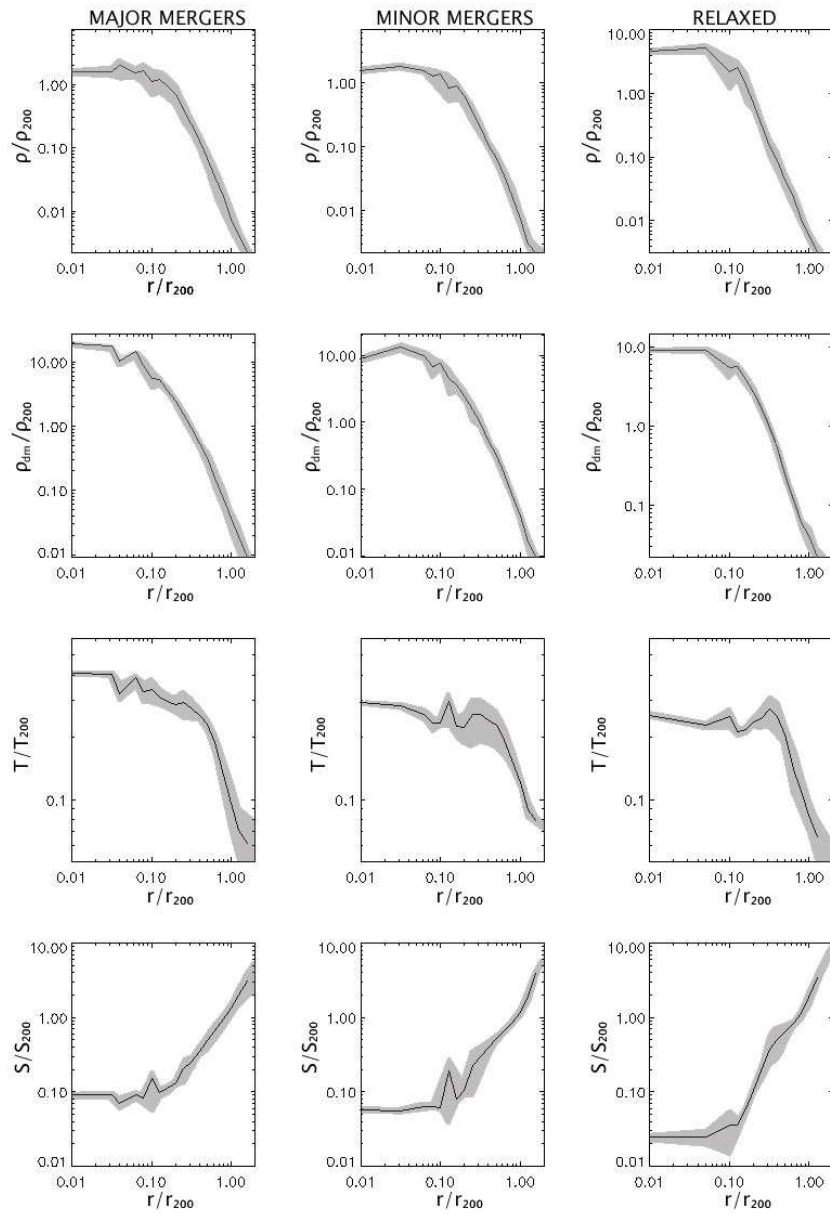 MAJOR MERGERS MINOR MERGERS RELAXED
10.00
1.00 1.00
1.00
ρ/ρ200 ρ/ρ200 ρ/ρ200
0.10 0.10
0.10
0.01 0.01
0.01
0.01 0.10 1.00 0.01 0.10 1.00 0.01 0.10 1.00
r/r200 r/r200 r/r200
10.00 10.00 10.0
ρdm/ρ200 ρdm/ρ200 ρdm/ρ200
1.00 1.00 1.0
0.10 0.10 0.1
0.01 0.01
0.01 0.10 1.00 0.01 0.10 1.00 0.01 0.10 1.00
r/r200 r/r200 r/r200
T/T200 T/T200 T/T200
0.1 0.1 0.1
0.01 0.10 1.00 0.01 0.10 1.00 0.01 0.10 1.00
r/r200 r/r200 r/r200
10.00 10.00 10.00
1.00 1.00 1.00
S/S200 S/S200 S/S200
0.10 0.10 0.10
0.01 0.01 0.01
0.01 0.10 1.00 0.01 0.10 1.00 0.01 0.10 1.00
r/r200 r/r200 r/r200